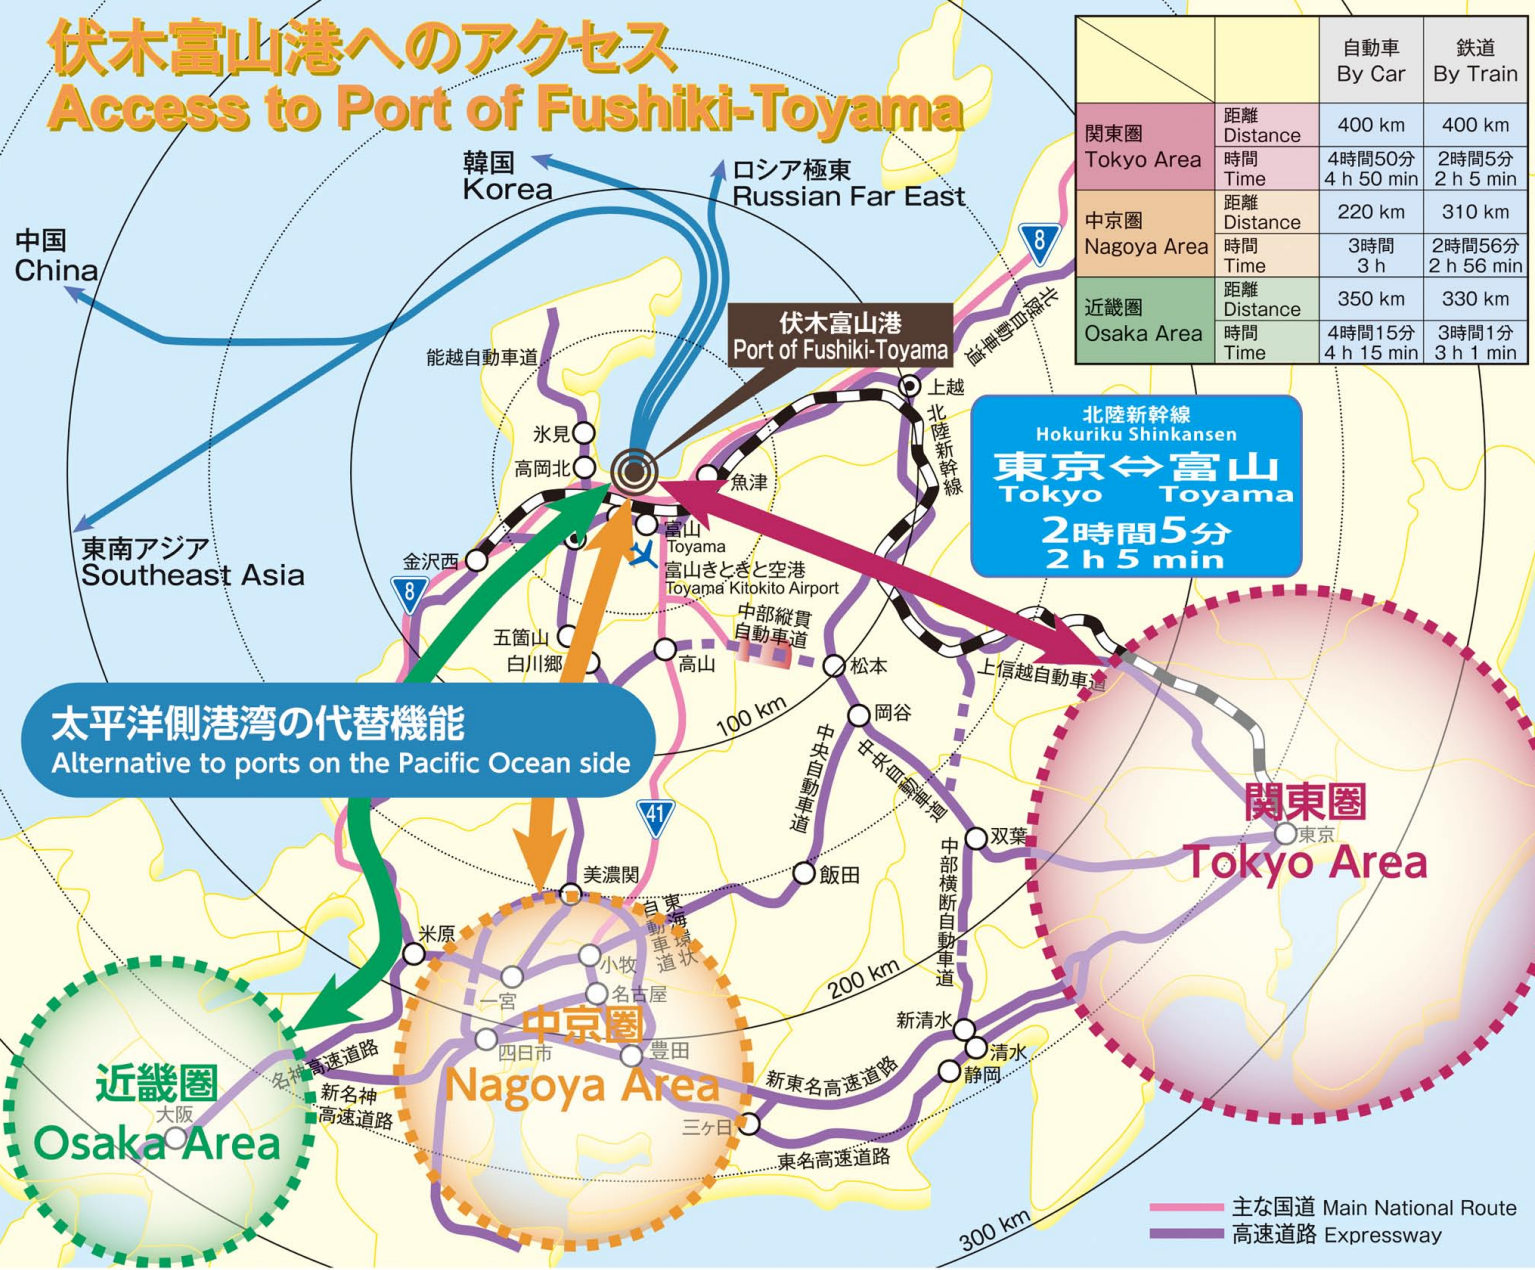 伏木富山港へのアクセス
Access to Port of Fushiki-Toyama
自動車
By Car
鉄道
By Train
関東圏
Tokyo Area
距離
Distance
400 km
400 km
時間
Time
4時間50分
4 h 50 min
2時間5分
2 h 5 min
中京圏
Nagoya Area
距離
Distance
220 km
310 km
時間
Time
3時間
3 h
2時間56分
2 h 56 min
近畿圏
Osaka Area
距離
Distance
350 km
330 km
時間
Time
4時間15分
4 h 15 min
3時間1分
3 h 1 min
韓国
Korea
ロシア極東
Russian Far East
中国
China
東南アジア
Southeast Asia
8
北陸自動車道
伏木富山港
Port of Fushiki-Toyama
能越自動車道
上越
北陸新幹線
氷見
高岡北
魚津
北陸新幹線
Hokuriku Shinkansen
東京⇔富山
Tokyo Toyama
2時間5分
2 h 5 min
富山
Toyama
金沢西
8
富山きときと空港
Toyama Kitokito Airport
中部縦貫
自動車道
五箇山
白川郷
高山
松本
上信越自動車道
太平洋側港湾の代替機能
Alternative to ports on the Pacific Ocean side
100 km
岡谷
中央自動車道
中央自動車道
41
関東圏
東京
Tokyo Area
双葉
美濃関
飯田
中部横断自動車道
東海環状
自動車道
米原
小牧
一宮
名古屋
200 km
中京圏
四日市
豊田
Nagoya Area
新清水
清水
静岡
名神高速道路
新名神
高速道路
新東名高速道路
近畿圏
大阪
Osaka Area
三ヶ日
東名高速道路
300 km
主な国道 Main National Route
高速道路 Expressway